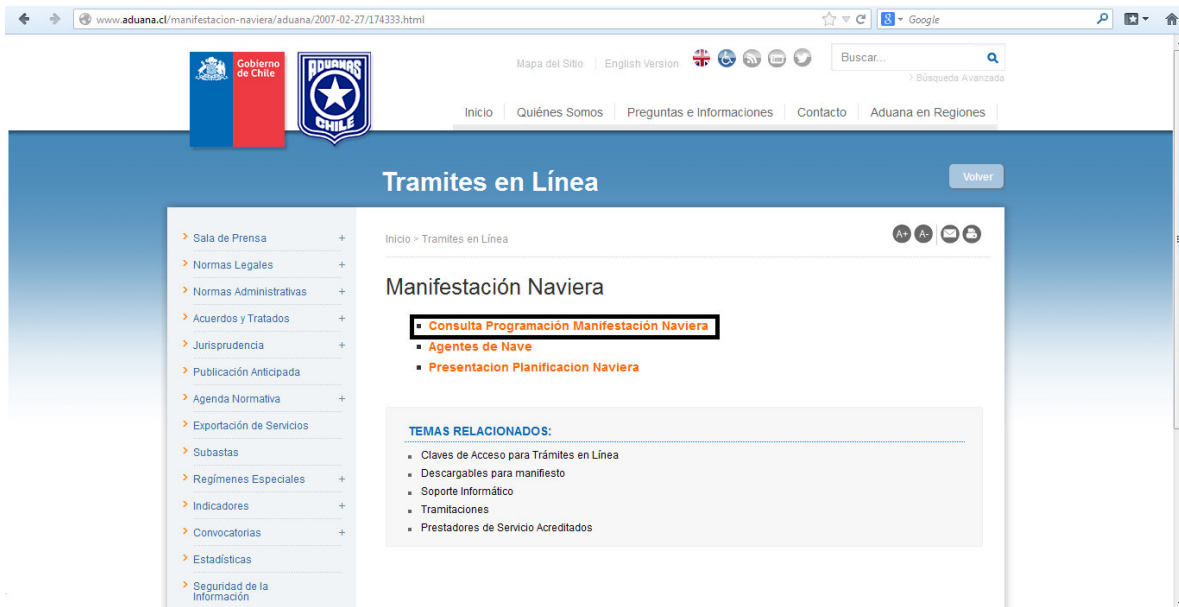 www.aduana.cl/manifestacion-naviera/aduana/2007-02-27/174333.html
Google
Gobierno
de Chile
ADUANAS
CHILE
Mapa del Sitio
English Version
Buscar...
> Búsqueda Avanzada
Inicio
Quiénes Somos
Preguntas e Informaciones
Contacto
Aduana en Regiones
Tramites en Línea
Volver
Sala de Prensa +
Normas Legales +
Normas Administrativas +
Acuerdos y Tratados +
Jurisprudencia +
Publicación Anticipada
Agenda Normativa +
Exportación de Servicios
Subastas
Regímenes Especiales +
Indicadores +
Convocatorias +
Estadísticas
Seguridad de la
Información
Inicio > Tramites en Línea
A+ A-
Manifestación Naviera
Consulta Programación Manifestación Naviera
Agentes de Nave
Presentacion Planificacion Naviera
TEMAS RELACIONADOS:
Claves de Acceso para Trámites en Línea
Descargables para manifiesto
Soporte Informático
Tramitaciones
Prestadores de Servicio Acreditados